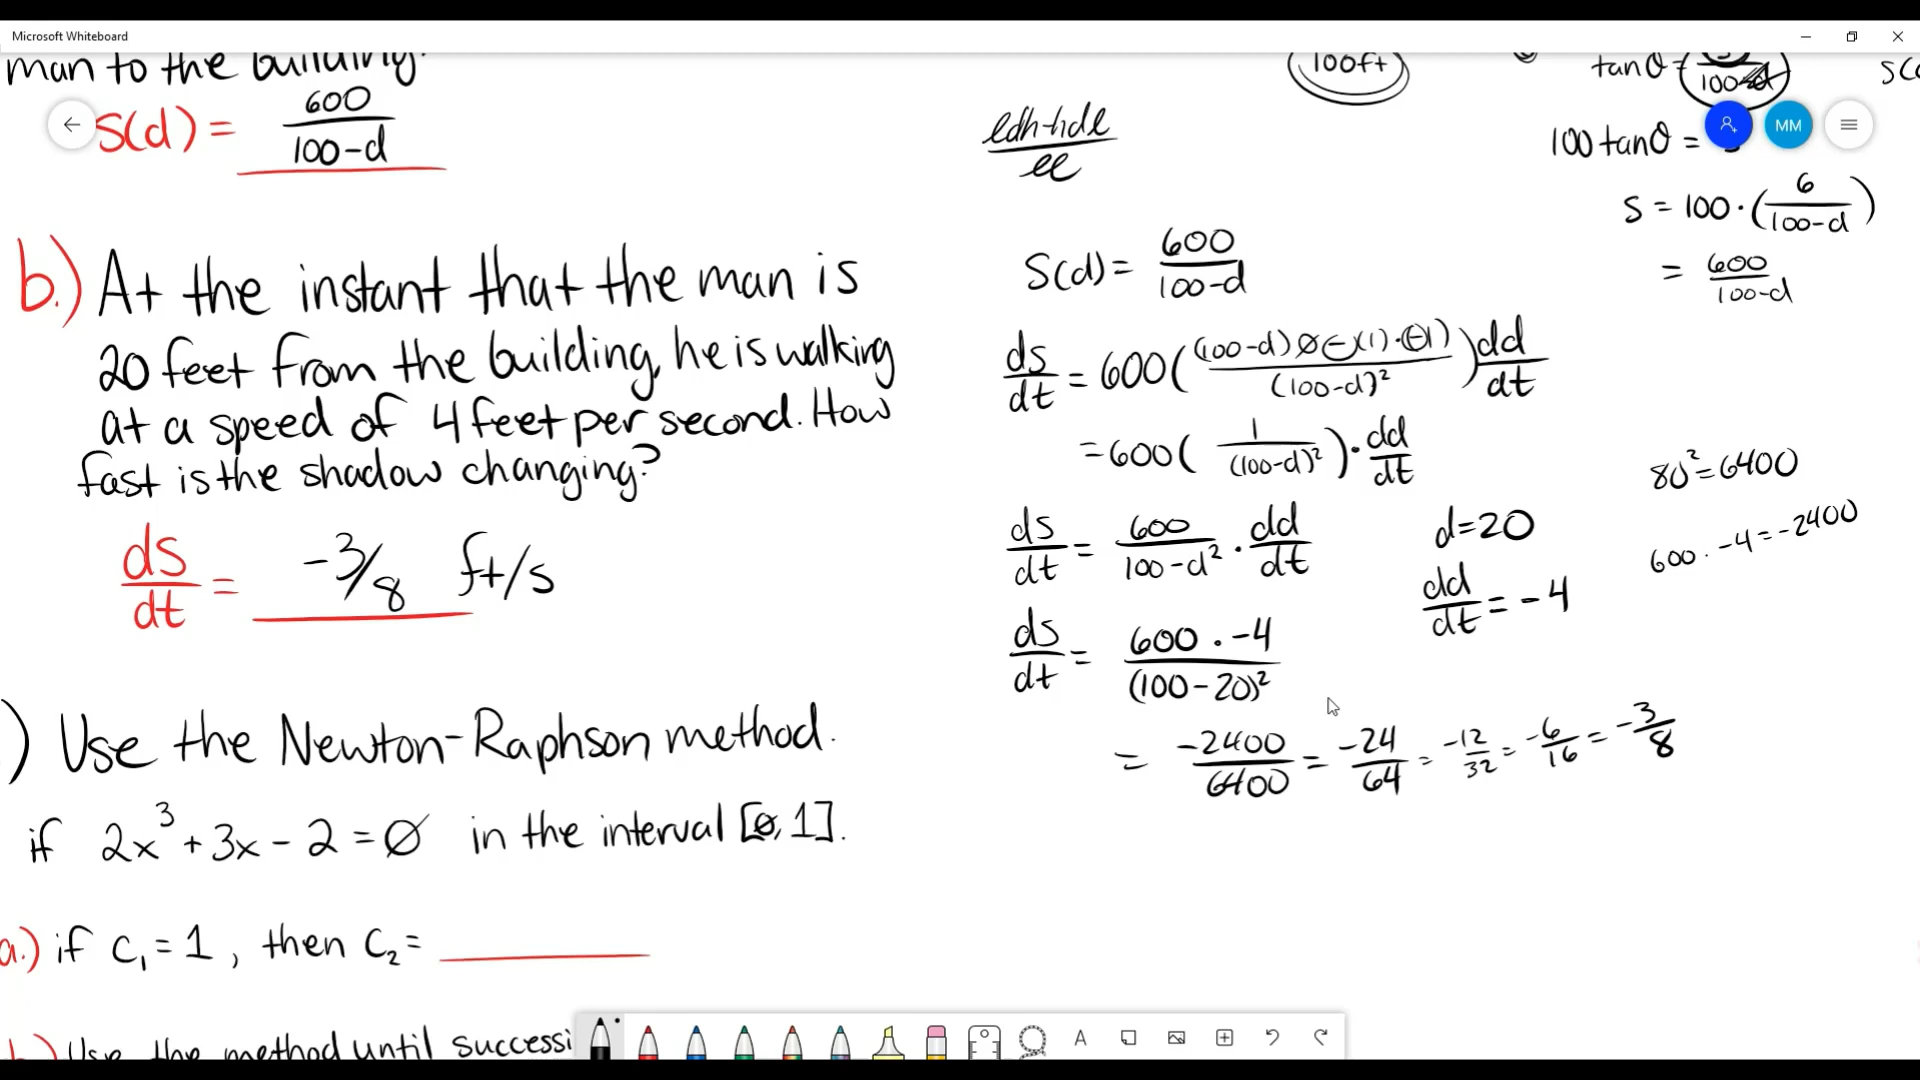 Microsoft Whiteboard
man to the building.
S(d) = 600/(100-d)
b.) At the instant that the man is
20 feet from the building, he is walking
at a speed of 4 feet per second. How
fast is the shadow changing?
ds/dt = -3/8 ft/s
) Use the Newton-Raphson method.
if 2x³ + 3x - 2 = Ø in the interval [Ø, 1].
a.) if C₁ = 1, then C₂ =
b.) Use the method until successi
100ft
tanθ =
100-d
S(
100 tanθ =
MM
S = 100 · (6/(100-d))
= 600/(100-d)
S(d) = 600/(100-d)
ds/dt = 600(((100-d)Ø - (1)·(-1))/(100-d)²) dd/dt
= 600(1/(100-d)²) · dd/dt
ds/dt = 600/(100-d²) · dd/dt
d = 20
dd/dt = -4
80² = 6400
600 · -4 = -2400
ds/dt = (600 · -4)/(100-20)²
= -2400/6400 = -24/64 = -12/32 = -6/16 = -3/8